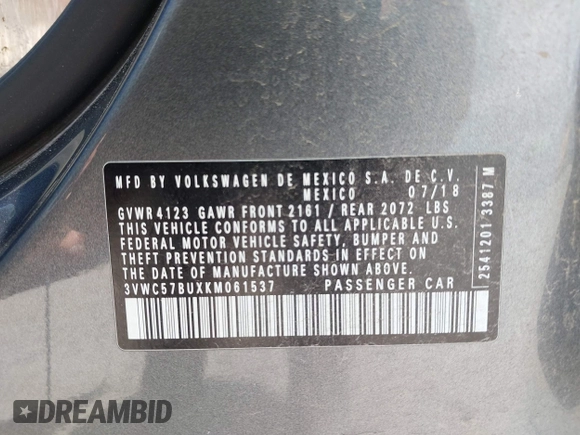 MFD BY VOLKSWAGEN DE MEXICO S.A. DE C.V.
MEXICO 07/18
GVWR 4123 GAWR FRONT 2161 / REAR 2072 LBS
THIS VEHICLE CONFORMS TO ALL APPLICABLE U.S.
FEDERAL MOTOR VEHICLE SAFETY, BUMPER AND
THEFT PREVENTION STANDARDS IN EFFECT ON
THE DATE OF MANUFACTURE SHOWN ABOVE.
3VWC57BUXKM061537 PASSENGER CAR
2541201 3387 M
DREAMBID